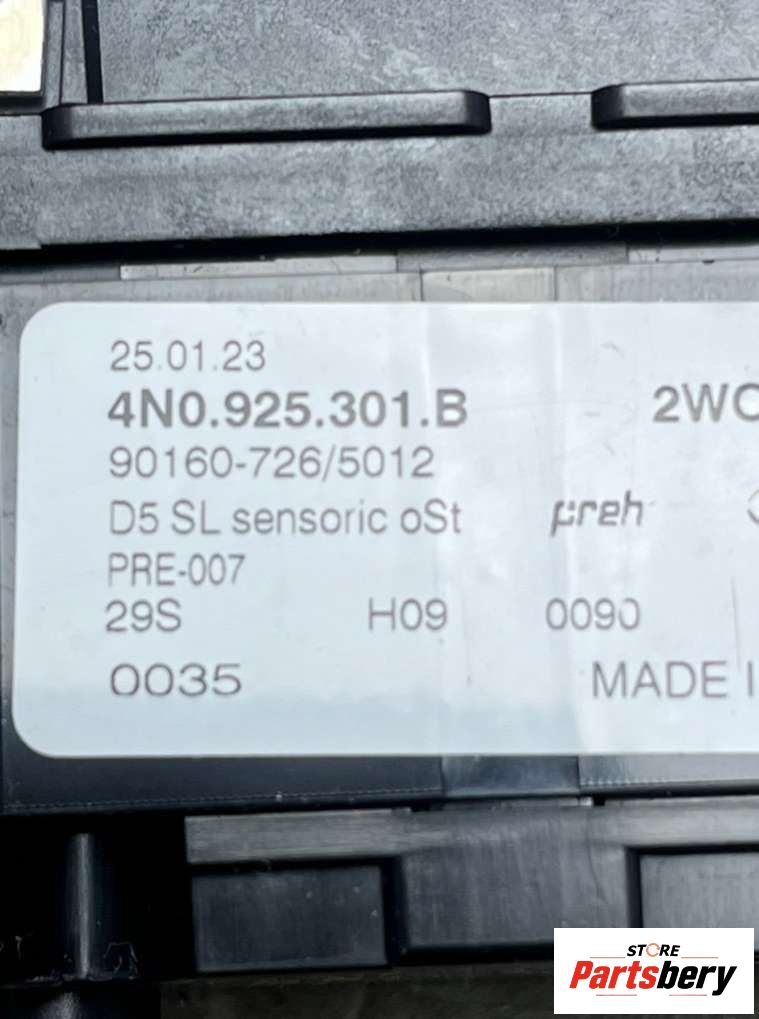 25.01.23
4N0.925.301.B 2WC
90160-726/5012
D5 SL sensoric oSt preh
PRE-007
29S H09 0090
0035 MADE I
STORE
Partsbery